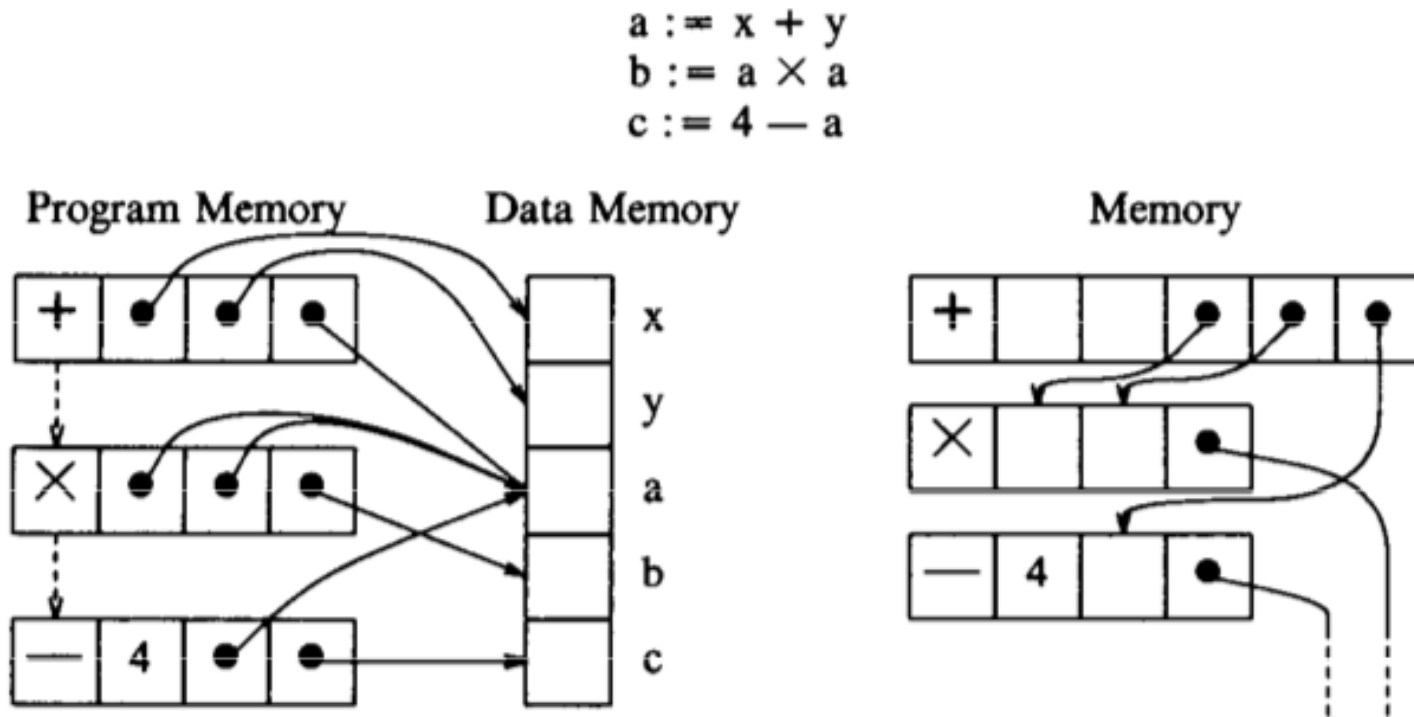 a := x + y
b := a × a
c := 4 — a
Program Memory
Data Memory
Memory
+
x
+
y
×
a
×
b
— 4
— 4
c